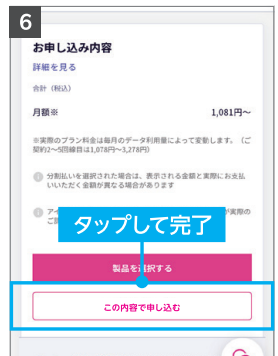 6
お申し込み内容
詳細を見る
合計（税込）
月額※
1,081円～
※実際のプラン料金は毎月のデータ利用量によって変動します。（ご
契約2～5回線目は1,078円～3,278円）
分割払いを選択された場合は、表示される金額と実際にお支払
いいただく金額が異なる場合があります
タップして完了
製品を選択する
この内容で申し込む